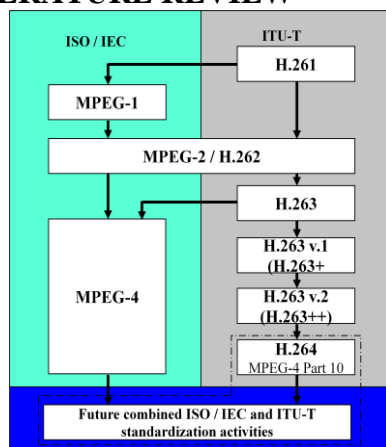 ERATURE REVIEW
ISO / IEC
ITU-T
H.261
MPEG-1
MPEG-2 / H.262
H.263
MPEG-4
H.263 v.1
(H.263+
H.263 v.2
(H.263++)
H.264
MPEG-4 Part 10
Future combined ISO / IEC and ITU-T
standardization activities